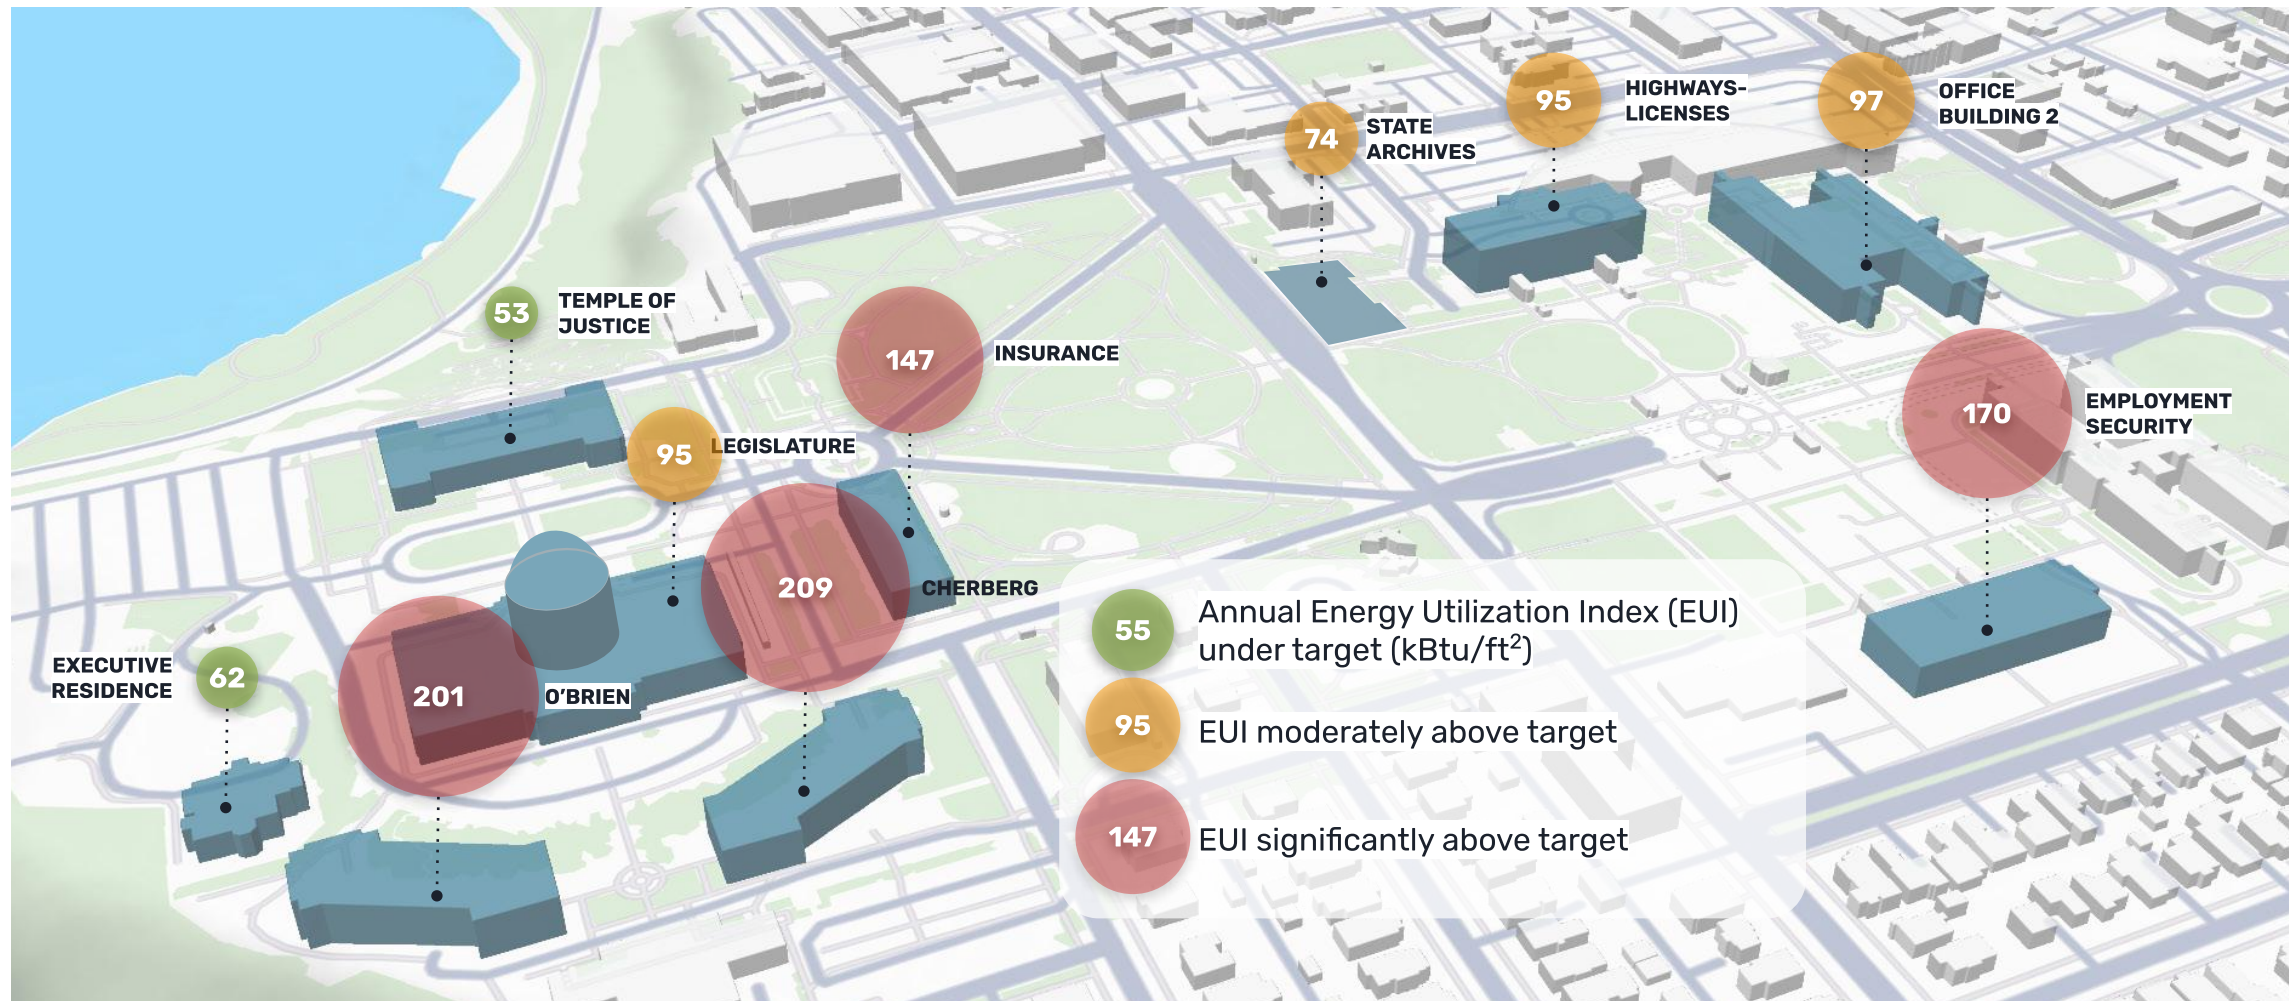 95
HIGHWAYS-
LICENSES
97
OFFICE
BUILDING 2
74
STATE
ARCHIVES
53
TEMPLE OF
JUSTICE
147
INSURANCE
170
EMPLOYMENT
SECURITY
95
LEGISLATURE
209
CHERBERG
EXECUTIVE
RESIDENCE
62
201
O'BRIEN
55
Annual Energy Utilization Index (EUI)
under target (kBtu/ft²)
95
EUI moderately above target
147
EUI significantly above target